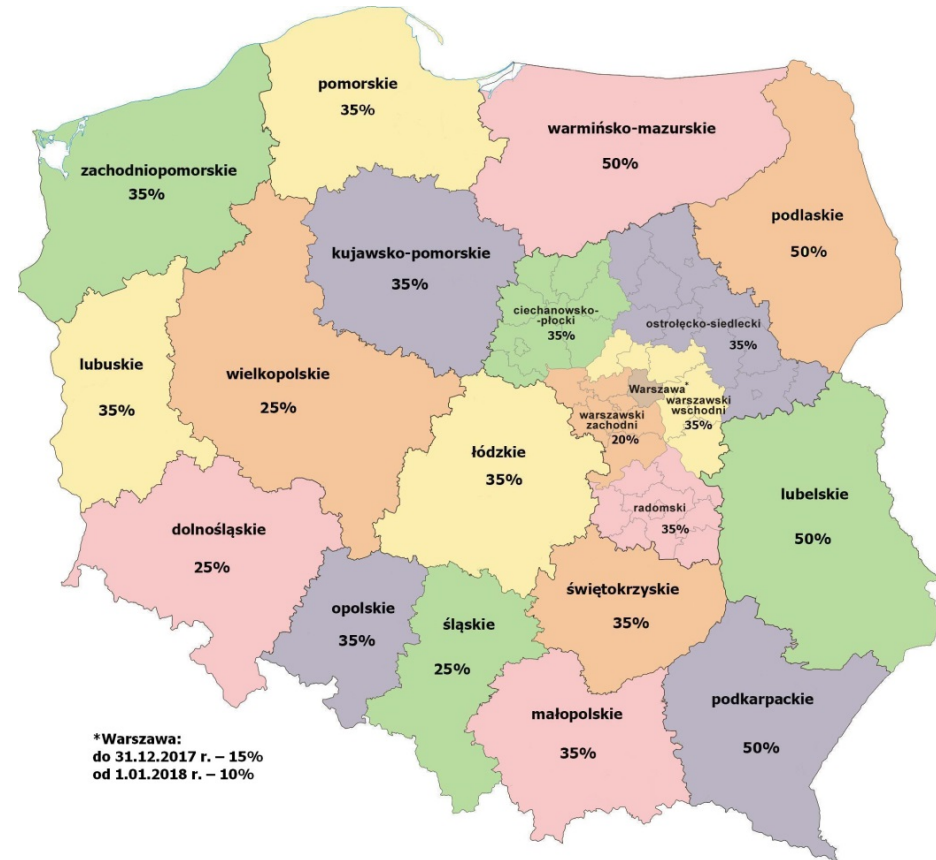 pomorskie
35%
warmińsko-mazurskie
50%
zachodniopomorskie
35%
podlaskie
50%
kujawsko-pomorskie
35%
ciechanowsko-
-płocki
35%
ostrołęcko-siedlecki
35%
lubuskie
35%
wielkopolskie
25%
Warszawa*
warszawski
wschodni
35%
warszawski
zachodni
20%
łódzkie
35%
radomski
35%
lubelskie
50%
dolnośląskie
25%
opolskie
35%
śląskie
25%
świętokrzyskie
35%
małopolskie
35%
podkarpackie
50%
*Warszawa:
do 31.12.2017 r. – 15%
od 1.01.2018 r. – 10%